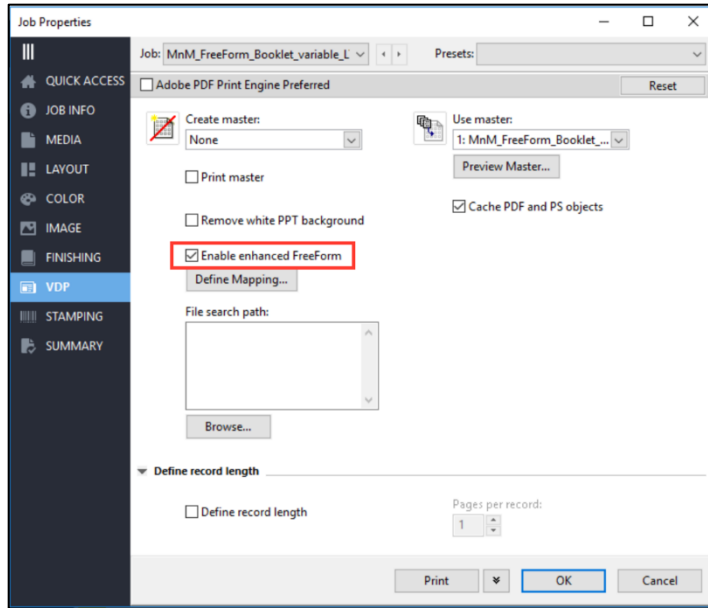 Job Properties
Job: MnM_FreeForm_Booklet_variable_L
Presets:
QUICK ACCESS
Adobe PDF Print Engine Preferred
Reset
JOB INFO
MEDIA
LAYOUT
COLOR
IMAGE
FINISHING
VDP
STAMPING
SUMMARY
Create master:
None
Use master:
1: MnM_FreeForm_Booklet_...
Preview Master...
Print master
Cache PDF and PS objects
Remove white PPT background
Enable enhanced FreeForm
Define Mapping...
File search path:
Browse...
Define record length
Define record length
Pages per record:
1
Print
OK
Cancel